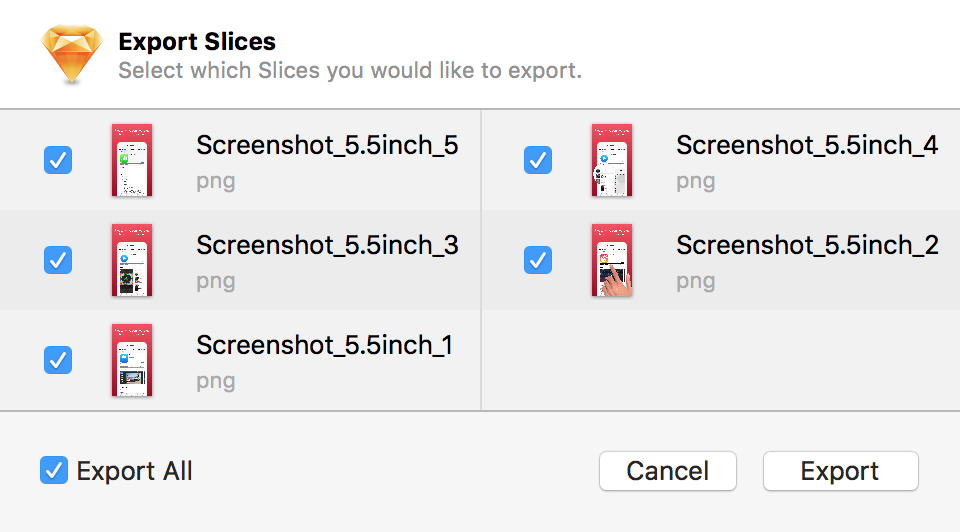 Export Slices
Select which Slices you would like to export.
Screenshot_5.5inch_5
png
Screenshot_5.5inch_4
png
Screenshot_5.5inch_3
png
Screenshot_5.5inch_2
png
Screenshot_5.5inch_1
png
Export All
Cancel
Export